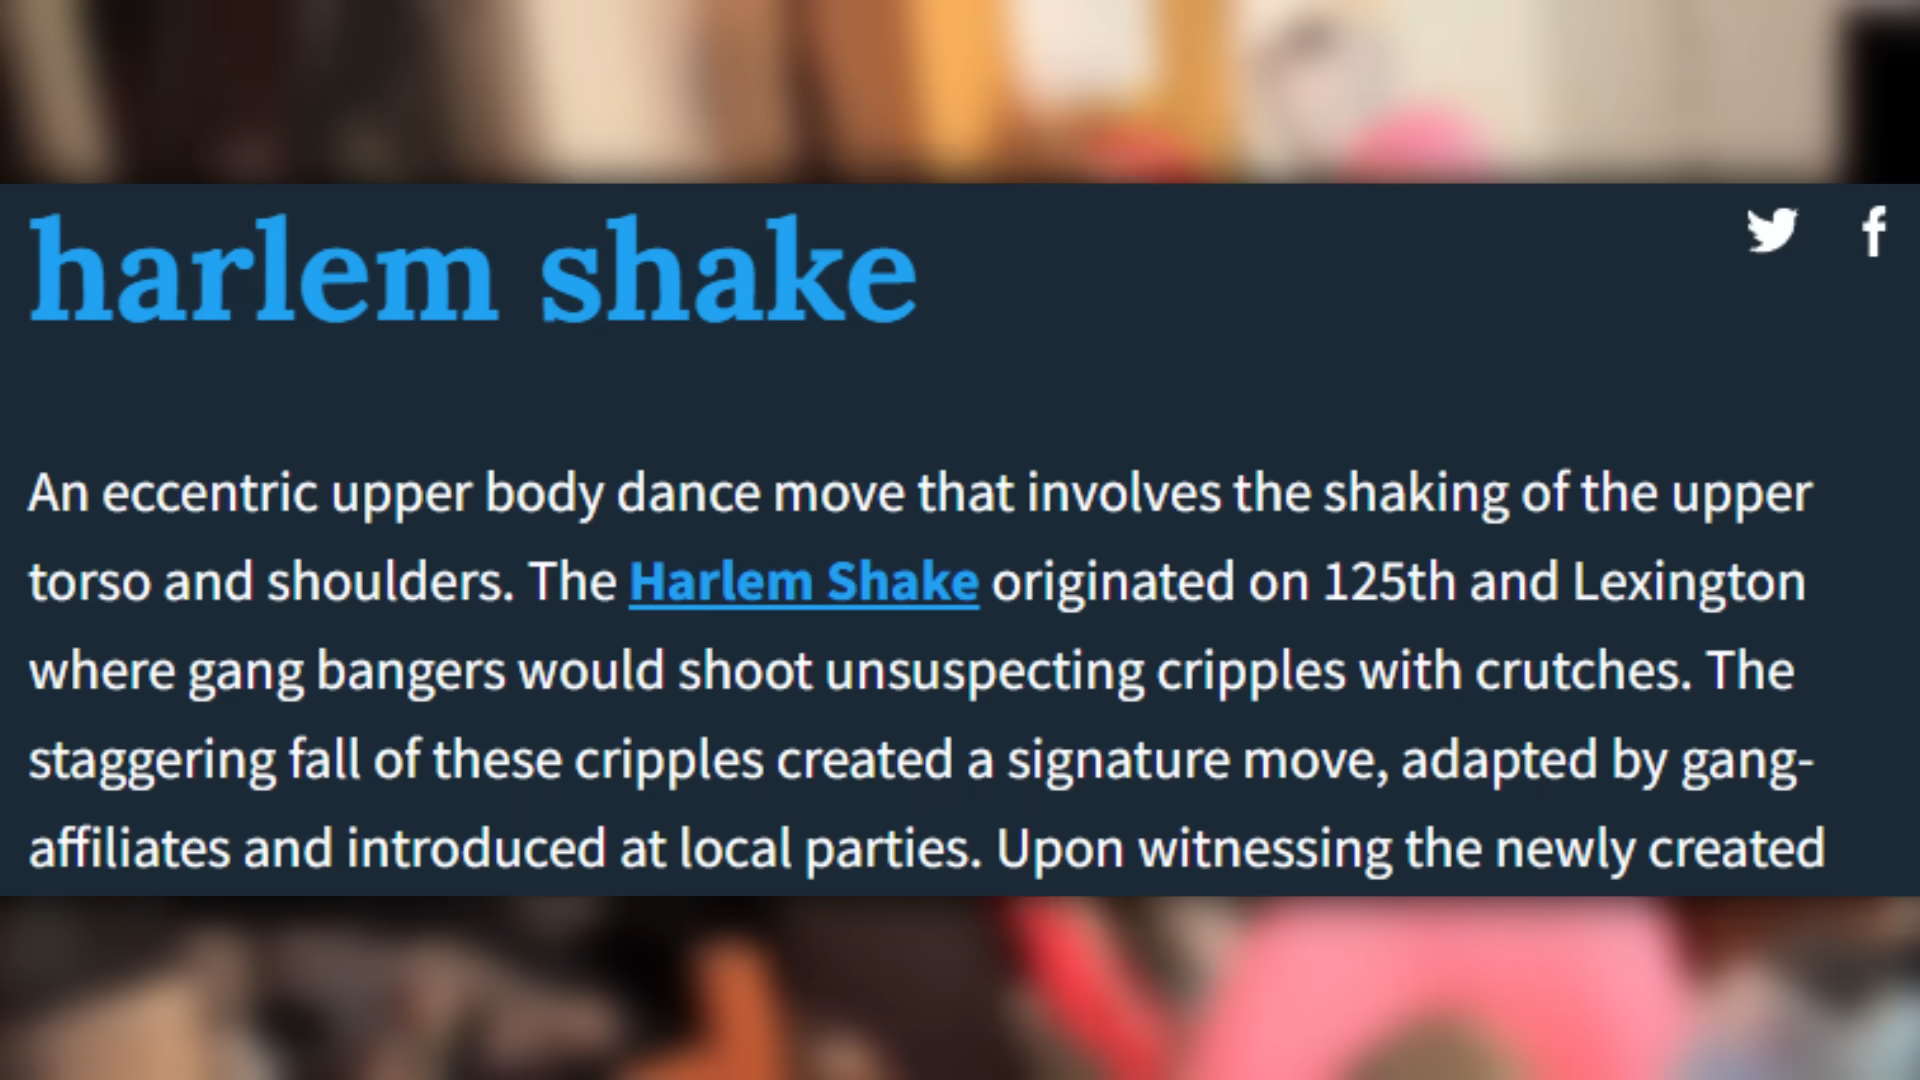 harlem shake
An eccentric upper body dance move that involves the shaking of the upper
torso and shoulders. The Harlem Shake originated on 125th and Lexington
where gang bangers would shoot unsuspecting cripples with crutches. The
staggering fall of these cripples created a signature move, adapted by gang-
affiliates and introduced at local parties. Upon witnessing the newly created